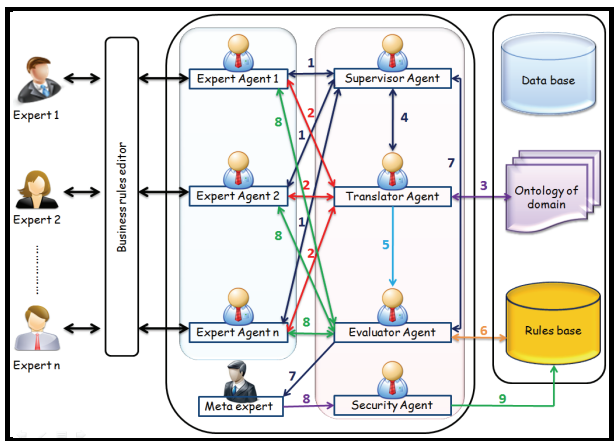 Expert 1
Expert 2
Expert n
Business rules editor
Expert Agent 1
Expert Agent 2
Expert Agent n
Meta expert
Supervisor Agent
Translator Agent
Evaluator Agent
Security Agent
1
2
8
1
2
8
1
2
8
4
5
7
3
6
7
8
9
Data base
Ontology of
domain
Rules base